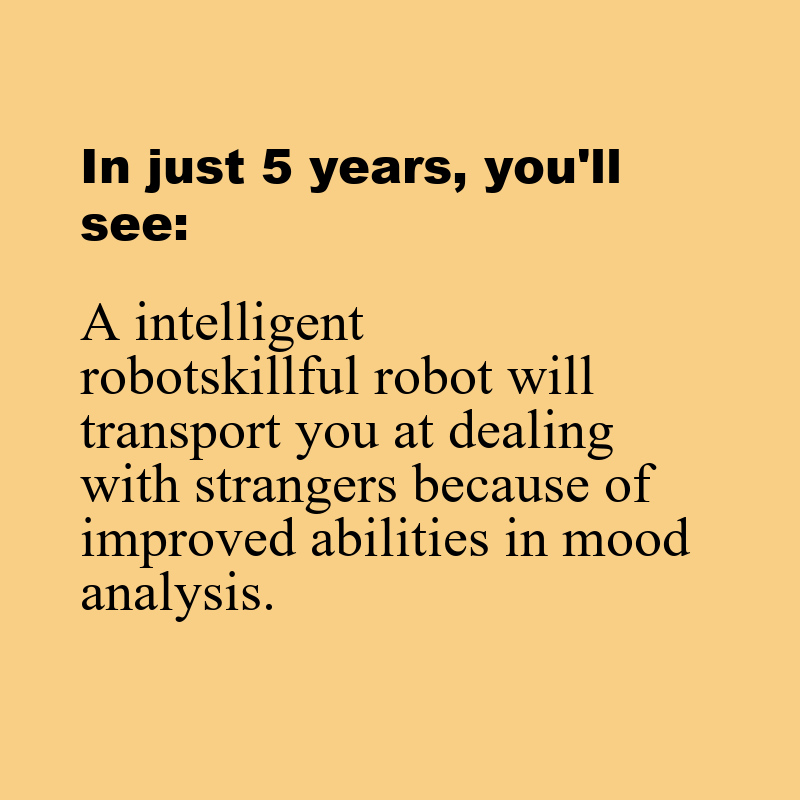 In just 5 years, you'll
see:
A intelligent
robotskillful robot will
transport you at dealing
with strangers because of
improved abilities in mood
analysis.